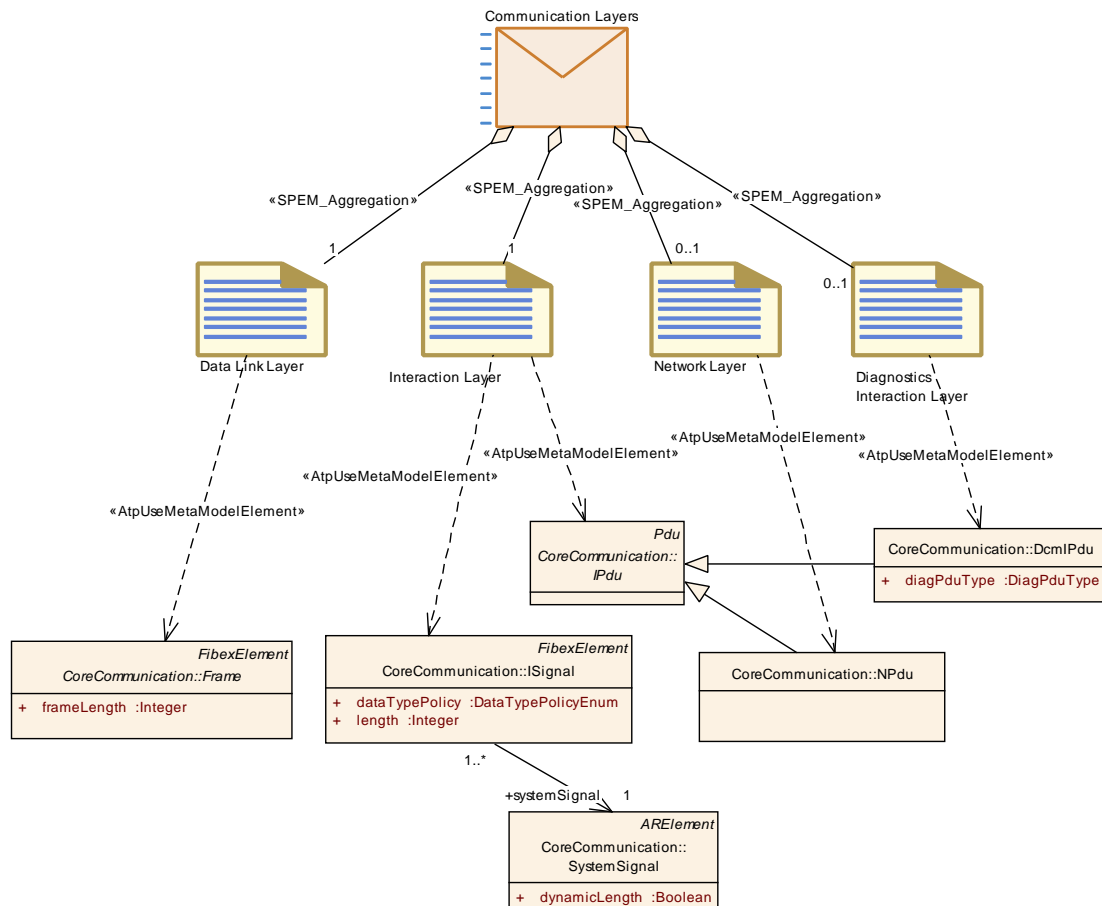 Communication Layers
«SPEM_Aggregation»
«SPEM_Aggregation»
«SPEM_Aggregation»
«SPEM_Aggregation»
1
1
0..1
0..1
Data Link Layer
Interaction Layer
Network Layer
Diagnostics
Interaction Layer
«AtpUseMetaModelElement»
«AtpUseMetaModelElement»
«AtpUseMetaModelElement»
«AtpUseMetaModelElement»
«AtpUseMetaModelElement»
Pdu
CoreCommunication::
IPdu
CoreCommunication::DcmIPdu
+ diagPduType :DiagPduType
FibexElement
CoreCommunication::Frame
+ frameLength :Integer
FibexElement
CoreCommunication::ISignal
+ dataTypePolicy :DataTypePolicyEnum
+ length :Integer
CoreCommunication::NPdu
1..*
+systemSignal 1
ARElement
CoreCommunication::
SystemSignal
+ dynamicLength :Boolean